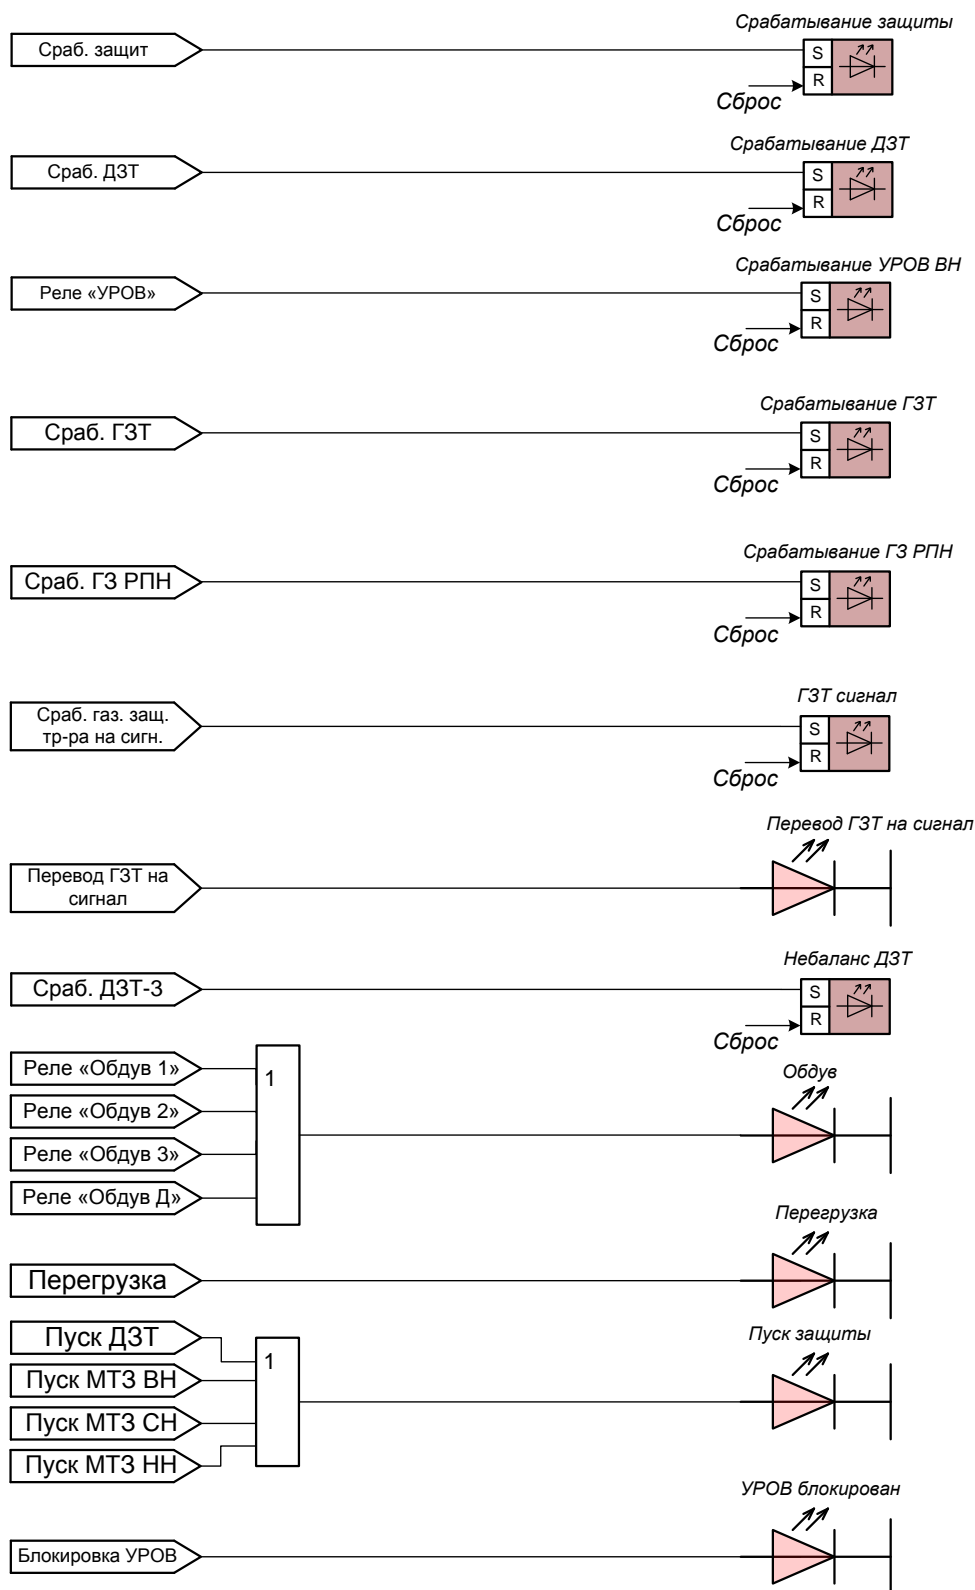 Срабатывание защиты
Сраб. защит
S
R
Сброс
Срабатывание ДЗТ
Сраб. ДЗТ
S
R
Сброс
Срабатывание УРОВ ВН
Реле «УРОВ»
S
R
Сброс
Срабатывание ГЗТ
Сраб. ГЗТ
S
R
Сброс
Срабатывание ГЗ РПН
Сраб. ГЗ РПН
S
R
Сброс
ГЗТ сигнал
Сраб. газ. защ.
тр-ра на сигн.
S
R
Сброс
Перевод ГЗТ на сигнал
Перевод ГЗТ на
сигнал
Небаланс ДЗТ
Сраб. ДЗТ-3
S
R
Сброс
Обдув
Реле «Обдув 1»
1
Реле «Обдув 2»
Реле «Обдув 3»
Реле «Обдув Д»
Перегрузка
Перегрузка
Пуск защиты
Пуск ДЗТ
1
Пуск МТЗ ВН
Пуск МТЗ СН
Пуск МТЗ НН
УРОВ блокирован
Блокировка УРОВ